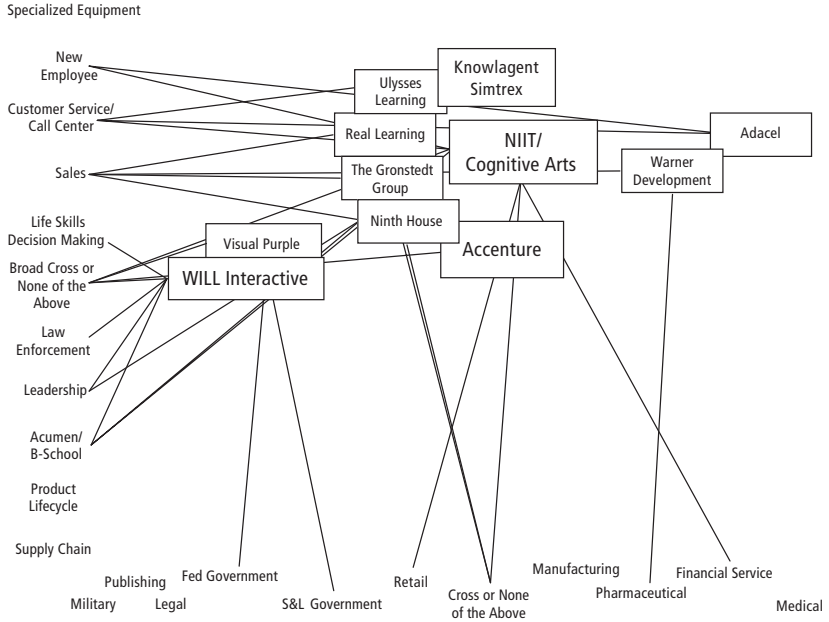 Specialized Equipment
New
Employee
Customer Service/
Call Center
Sales
Life Skills
Decision Making
Broad Cross or
None of the
Above
Law
Enforcement
Leadership
Acumen/
B-School
Product
Lifecycle
Supply Chain
Knowlagent
Simtrex
Ulysses
Learning
Real Learning
NIIT/
Cognitive Arts
Adacel
Warner
Development
The Gronstedt
Group
Ninth House
Visual Purple
Accenture
WILL Interactive
Publishing
Military
Legal
Fed Government
S&L Government
Retail
Cross or None
of the Above
Manufacturing
Pharmaceutical
Financial Service
Medical